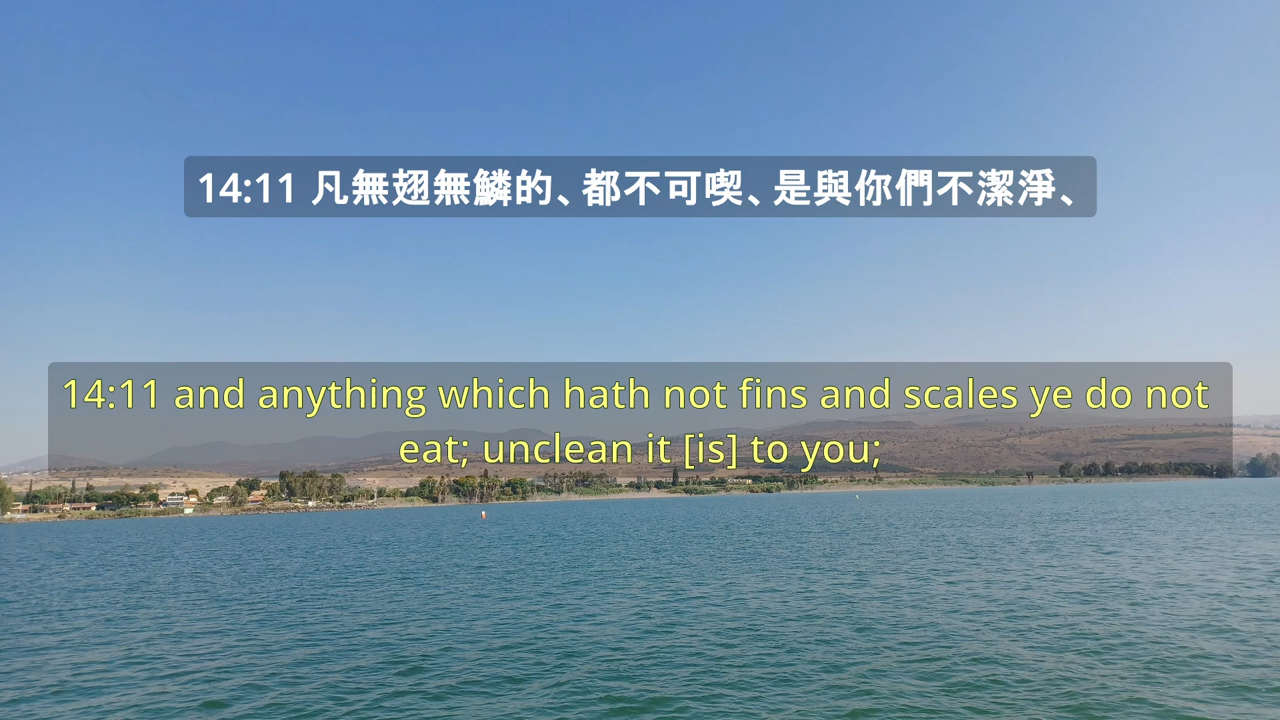 14:11 凡無翅無鱗的、都不可喫、是與你們不潔淨、
14:11 and anything which hath not fins and scales ye do not
eat; unclean it [is] to you;